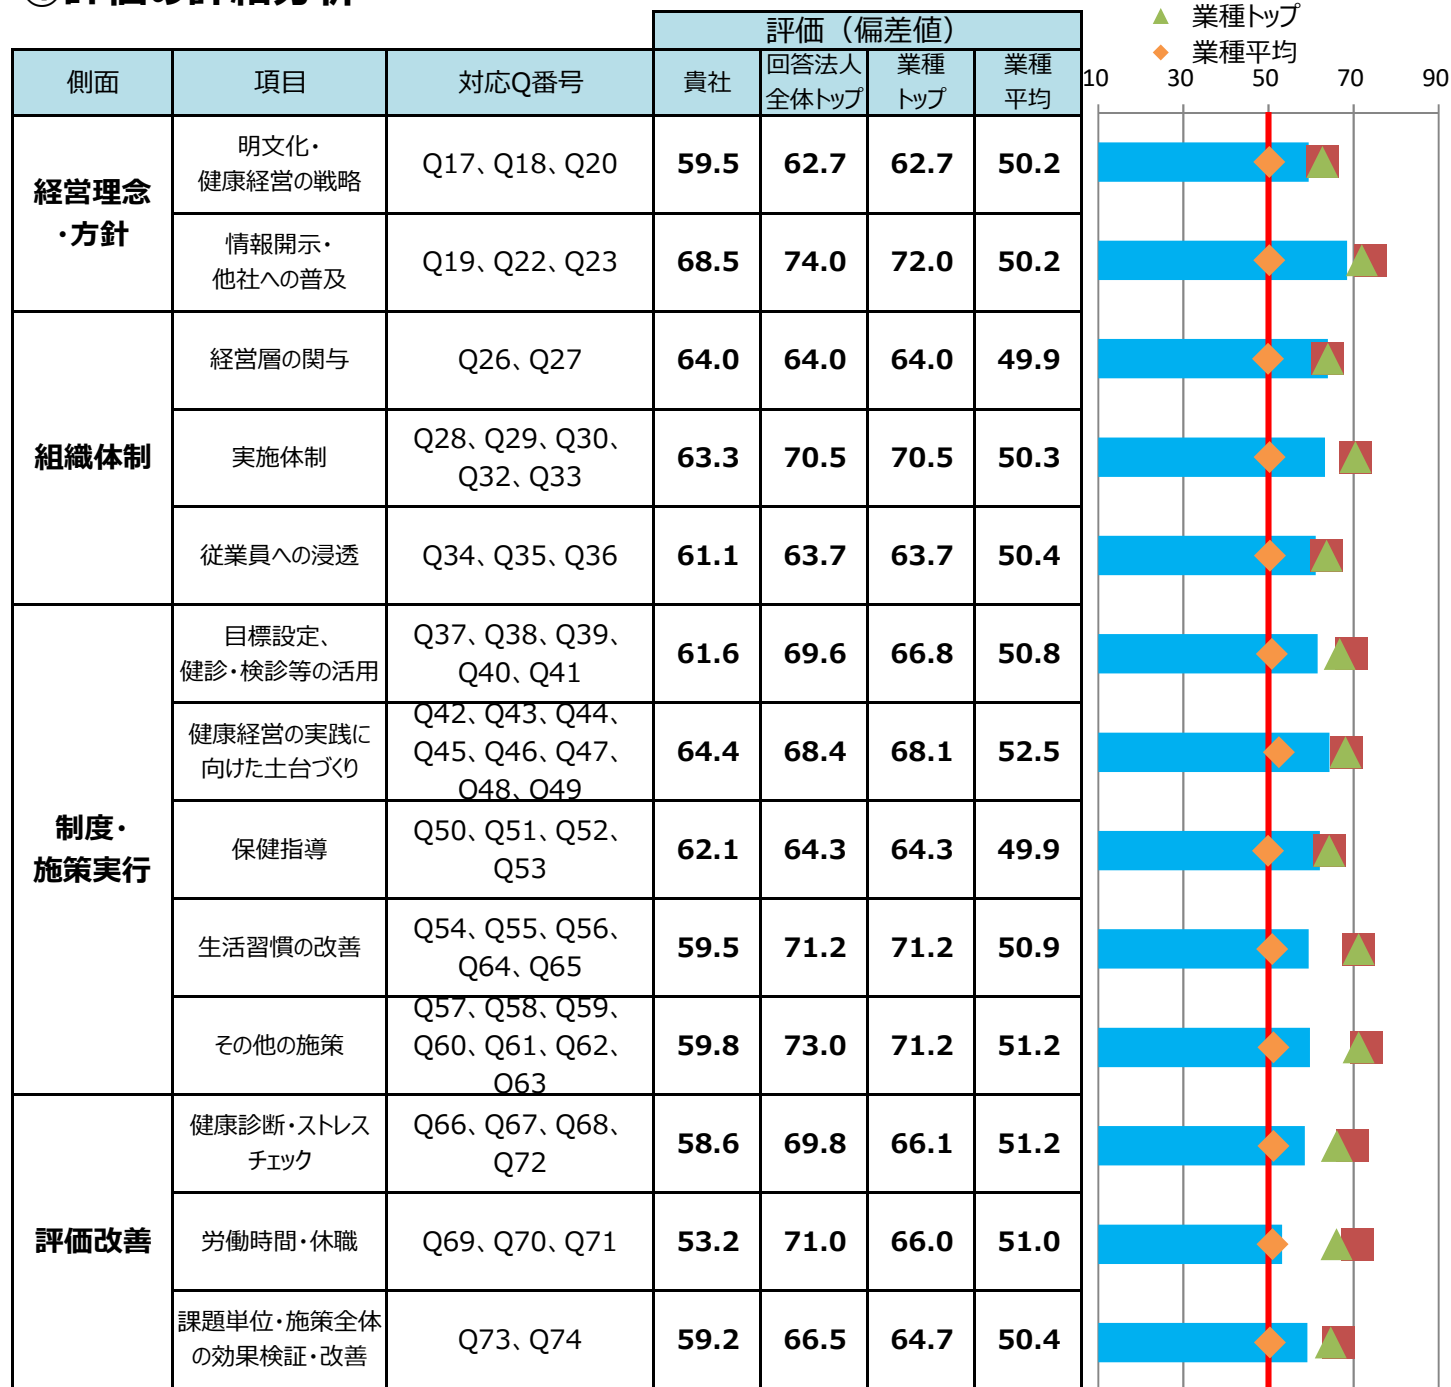 ▲ 業種トップ
◆ 業種平均
評価（偏差値）
側面 項目 対応Q番号 貴社 回答法人 業種 業種
全体トップ トップ 平均
10 30 50 70 90
経営理念
・方針
明文化・
健康経営の戦略
Q17、Q18、Q20 59.5 62.7 62.7 50.2
情報開示・
他社への普及
Q19、Q22、Q23 68.5 74.0 72.0 50.2
組織体制
経営層の関与 Q26、Q27 64.0 64.0 64.0 49.9
実施体制
Q28、Q29、Q30、
Q32、Q33
63.3 70.5 70.5 50.3
従業員への浸透 Q34、Q35、Q36 61.1 63.7 63.7 50.4
制度・
施策実行
目標設定、
健診・検診等の活用
Q37、Q38、Q39、
Q40、Q41
61.6 69.6 66.8 50.8
健康経営の実践に
向けた土台づくり
Q42、Q43、Q44、
Q45、Q46、Q47、
Q48、Q49
64.4 68.4 68.1 52.5
保健指導
Q50、Q51、Q52、
Q53
62.1 64.3 64.3 49.9
生活習慣の改善
Q54、Q55、Q56、
Q64、Q65
59.5 71.2 71.2 50.9
その他の施策
Q57、Q58、Q59、
Q60、Q61、Q62、
Q63
59.8 73.0 71.2 51.2
評価改善
健康診断・ストレス
チェック
Q66、Q67、Q68、
Q72
58.6 69.8 66.1 51.2
労働時間・休職 Q69、Q70、Q71 53.2 71.0 66.0 51.0
課題単位・施策全体
の効果検証・改善
Q73、Q74 59.2 66.5 64.7 50.4